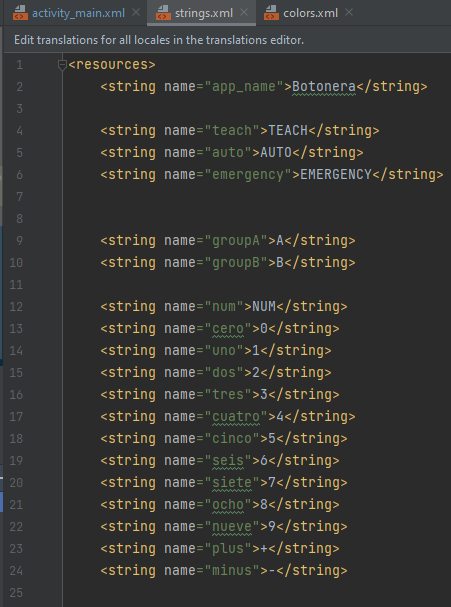 activity_main.xml strings.xml colors.xml
Edit translations for all locales in the translations editor.
1 <resources>
2 <string name="app_name">Botonera</string>
3
4 <string name="teach">TEACH</string>
5 <string name="auto">AUTO</string>
6 <string name="emergency">EMERGENCY</string>
7
8
9 <string name="groupA">A</string>
10 <string name="groupB">B</string>
11
12 <string name="num">NUM</string>
13 <string name="cero">0</string>
14 <string name="uno">1</string>
15 <string name="dos">2</string>
16 <string name="tres">3</string>
17 <string name="cuatro">4</string>
18 <string name="cinco">5</string>
19 <string name="seis">6</string>
20 <string name="siete">7</string>
21 <string name="ocho">8</string>
22 <string name="nueve">9</string>
23 <string name="plus">+</string>
24 <string name="minus">-</string>
25